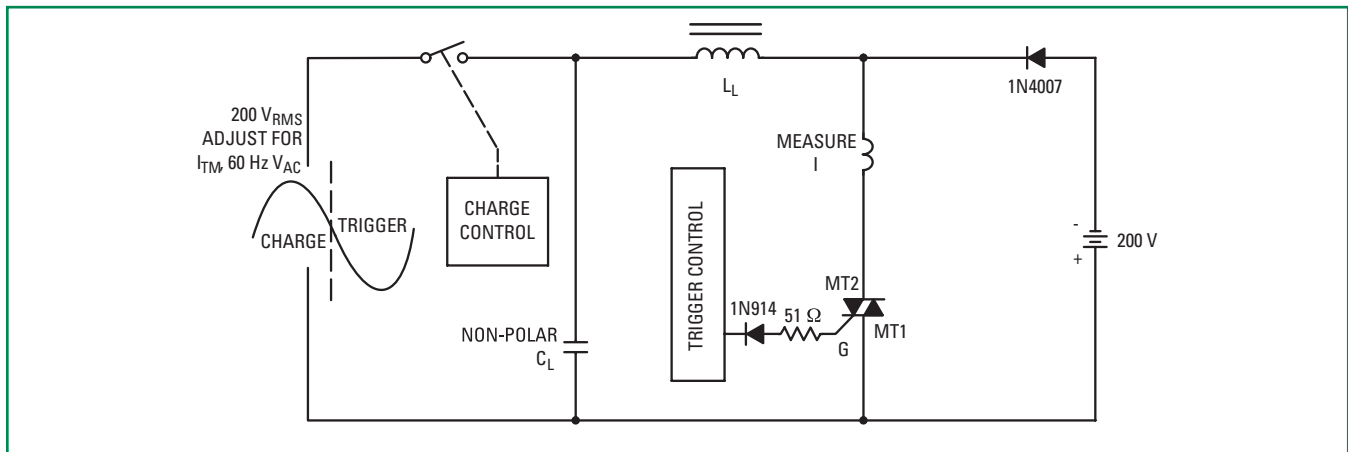 200 V_RMS
ADJUST FOR
I_TM, 60 Hz V_AC
CHARGE
TRIGGER
CHARGE
CONTROL
NON-POLAR
C_L
L_L
MEASURE
I
TRIGGER CONTROL
1N914
51 Ω
G
MT2
MT1
1N4007
-
+
200 V